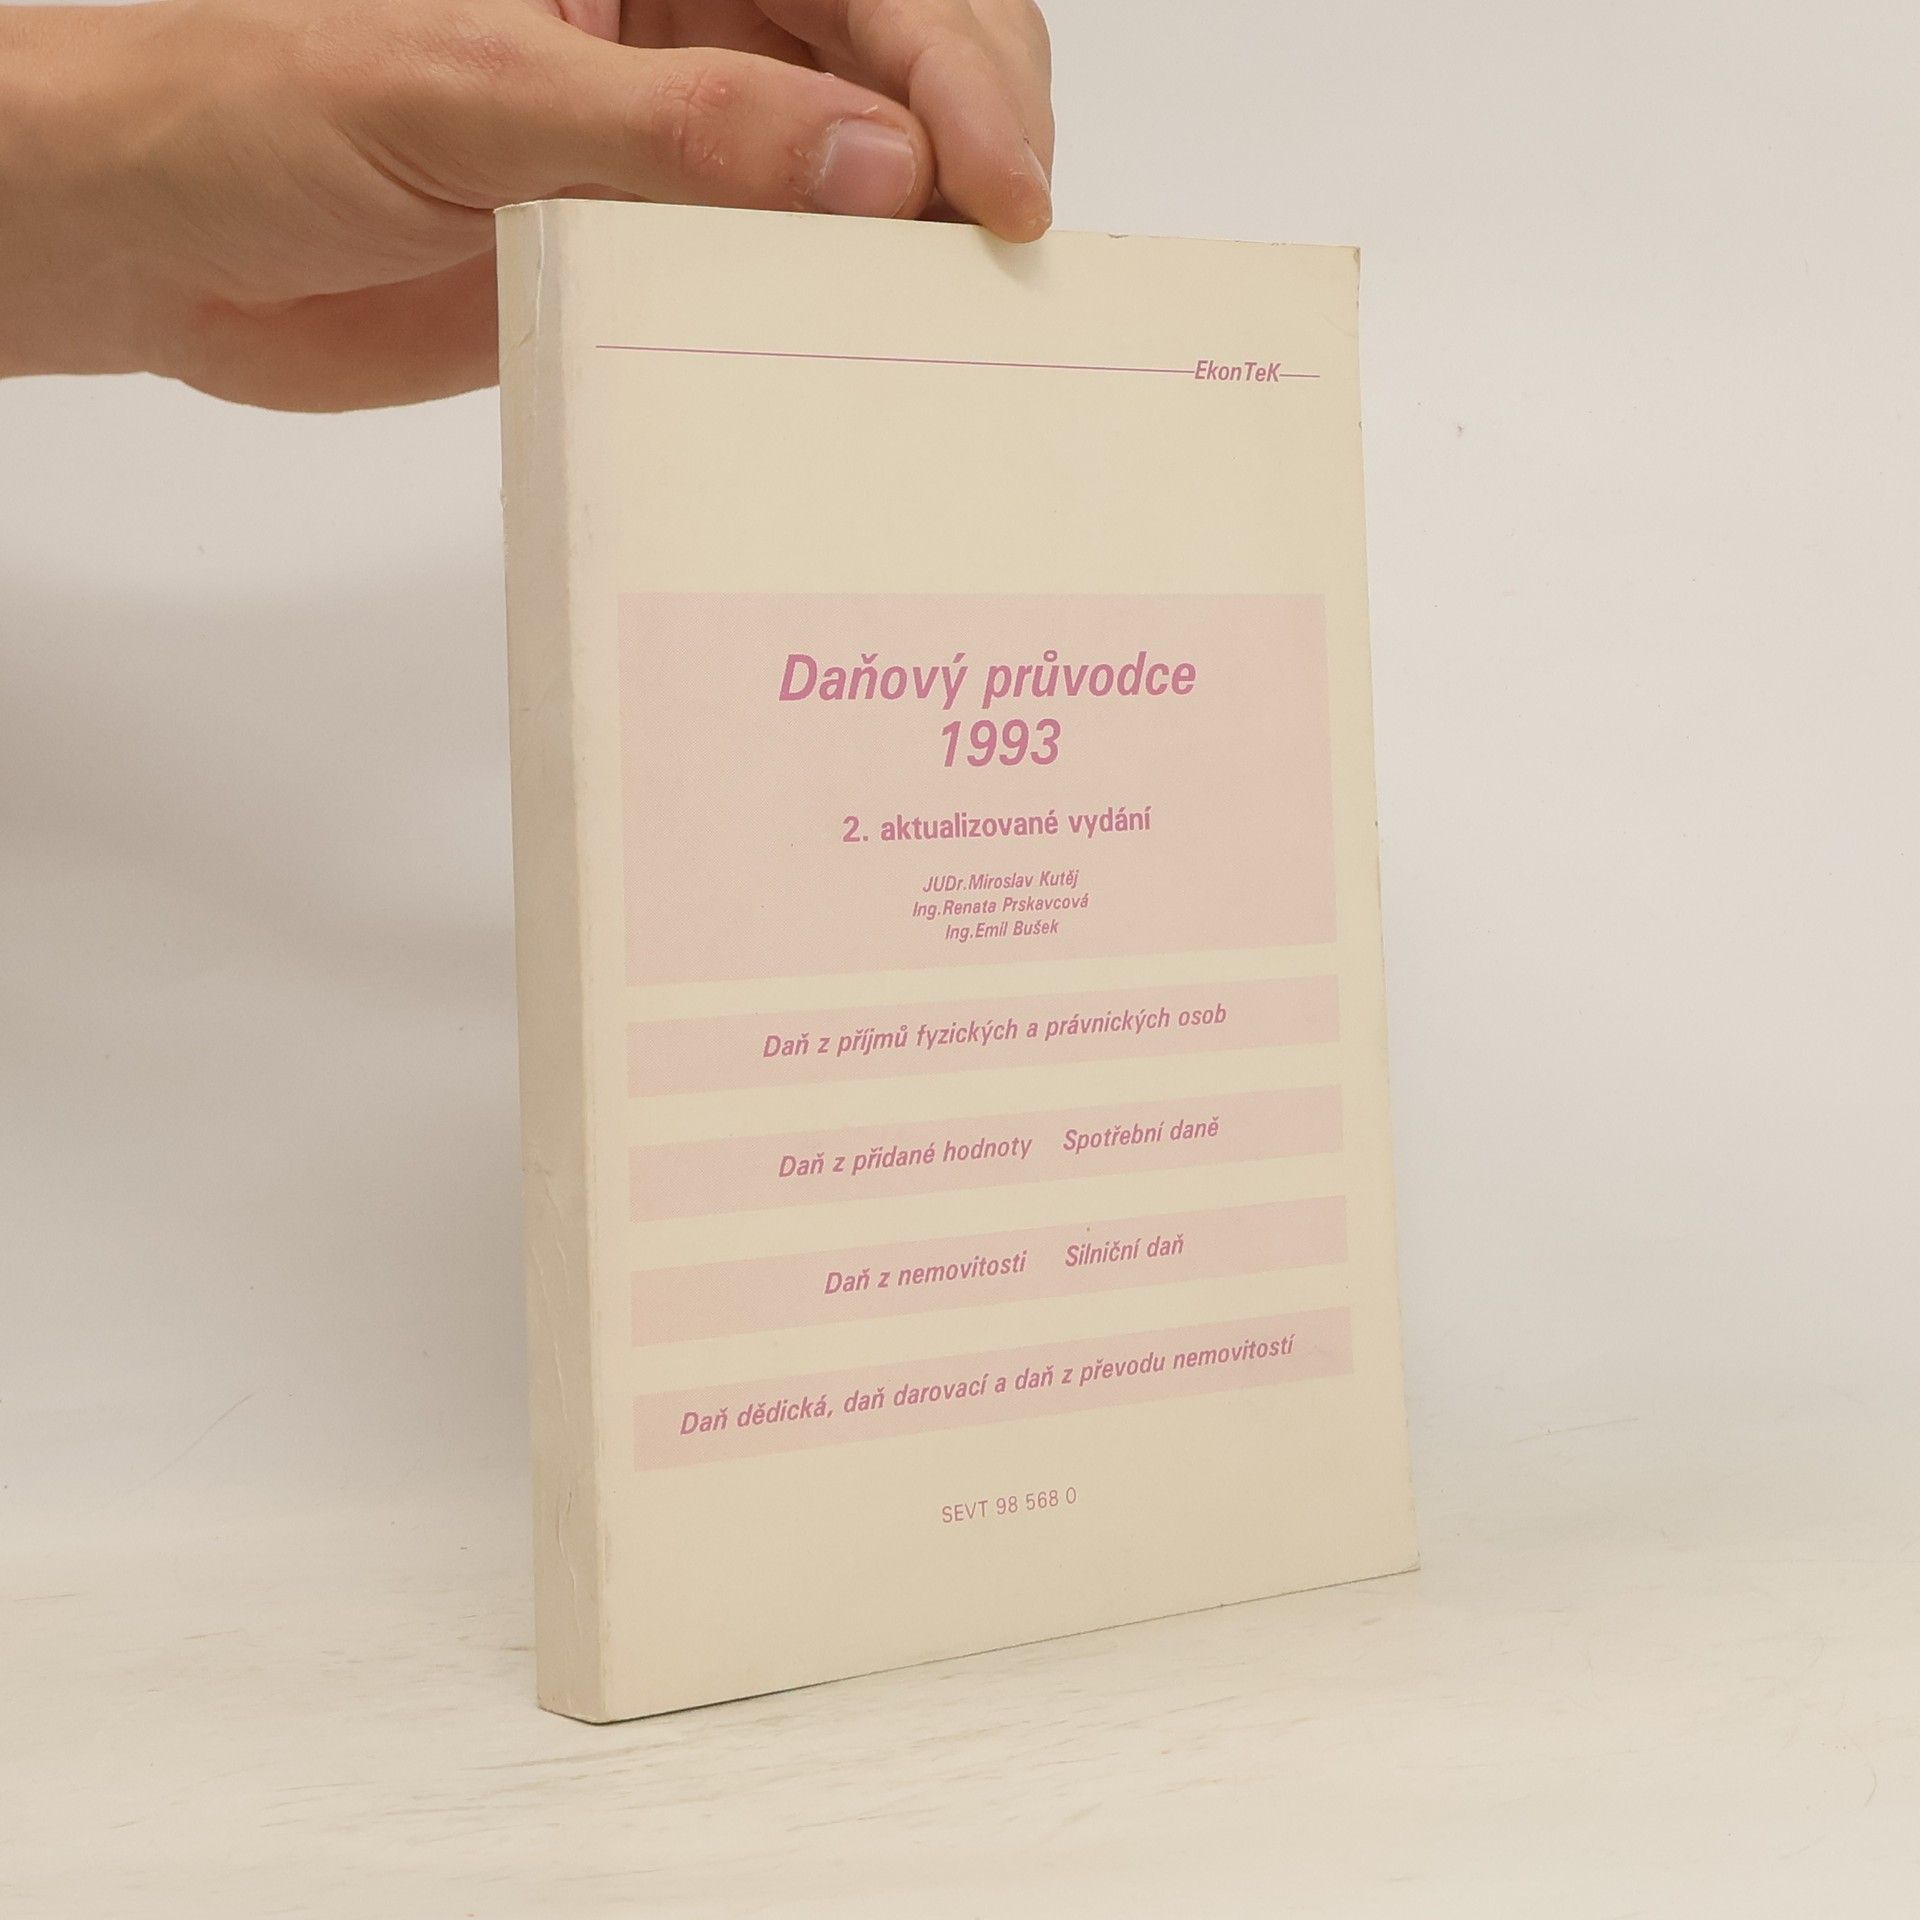 EkonTeK
Daňový průvodce
1993
2. aktualizované vydání
JUDr.Miroslav Kutěj
Ing.Renata Prskavcová
Ing.Emil Bušek
Daň z příjmů fyzických a právnických osob
Daň z přidané hodnoty Spotřební daně
Daň z nemovitosti Silniční daň
Daň dědická, daň darovací a daň z převodu nemovitostí
SEVT 98 568 0